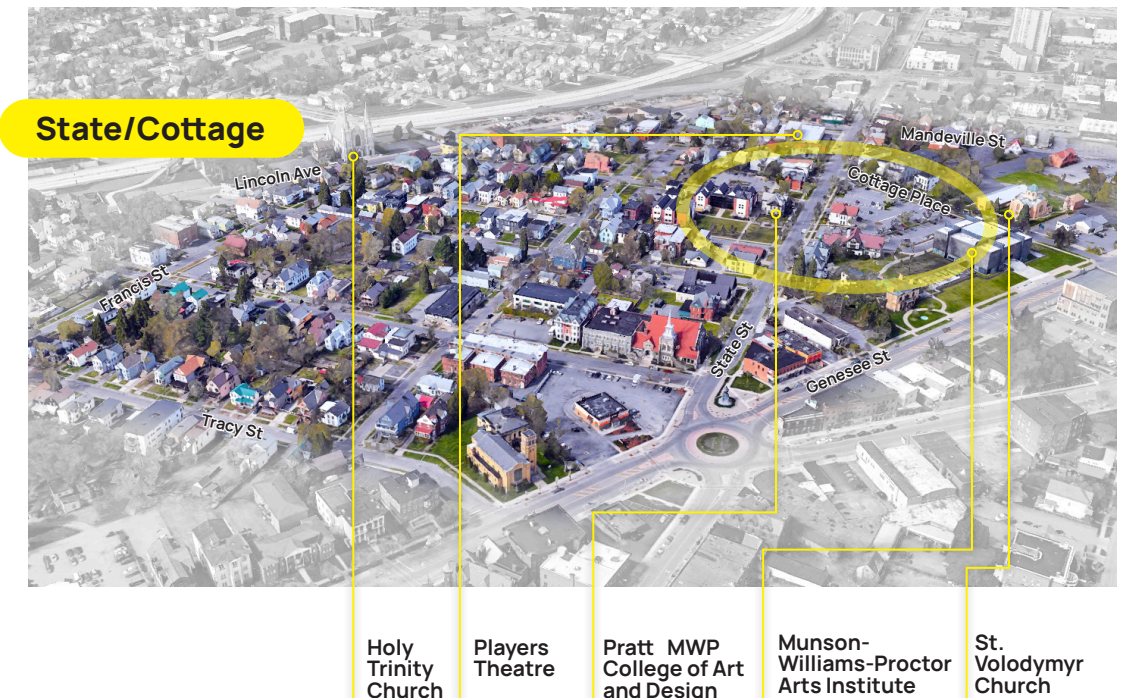 State/Cottage
Mandeville St
Lincoln Ave
Cottage Place
Francis St
State St
Genesee St
Tracy St
Holy
Trinity
Church
Players
Theatre
Pratt MWP
College of Art
and Design
Munson-
Williams-Proctor
Arts Institute
St.
Volodymyr
Church